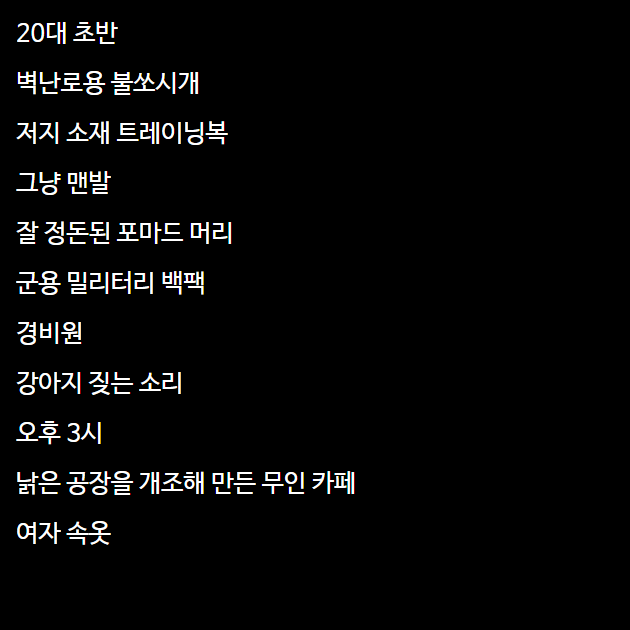 20대 초반
벽난로용 불쏘시개
저지 소재 트레이닝복
그냥 맨발
잘 정돈된 포마드 머리
군용 밀리터리 백팩
경비원
강아지 짖는 소리
오후 3시
낡은 공장을 개조해 만든 무인 카페
여자 속옷